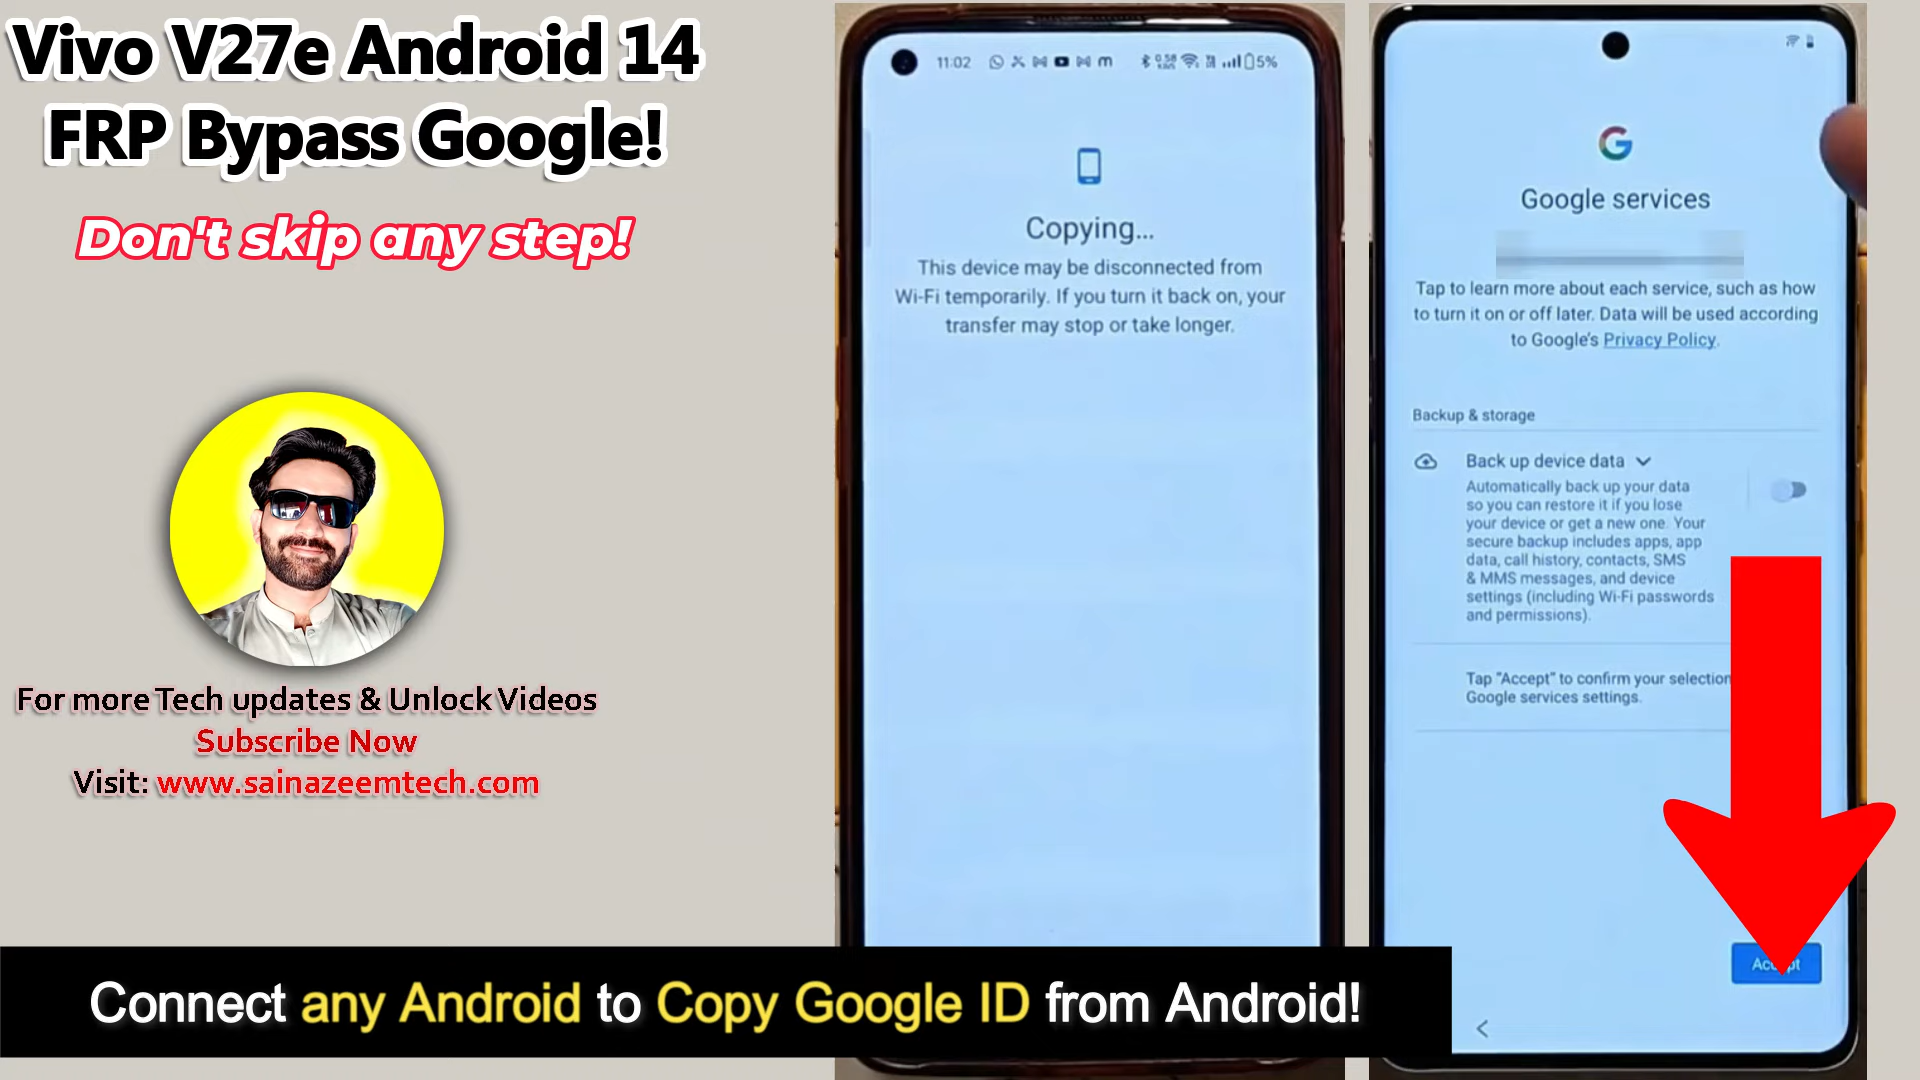 Vivo V27e Android 14
FRP Bypass Google!
Don't skip any step!
For more Tech updates & Unlock Videos
Subscribe Now
Visit: www.sainazeemtech.com
11:02
5%
Copying...
This device may be disconnected from
Wi-Fi temporarily. If you turn it back on, your
transfer may stop or take longer.
Google services
Tap to learn more about each service, such as how
to turn it on or off later. Data will be used according
to Google's Privacy Policy.
Backup & storage
Back up device data
Automatically back up your data
so you can restore it if you lose
your device or get a new one. Your
secure backup includes apps, app
data, call history, contacts, SMS
& MMS messages, and device
settings (including Wi-Fi passwords
and permissions).
Tap "Accept" to confirm your selection
Google services settings.
Connect any Android to Copy Google ID from Android!